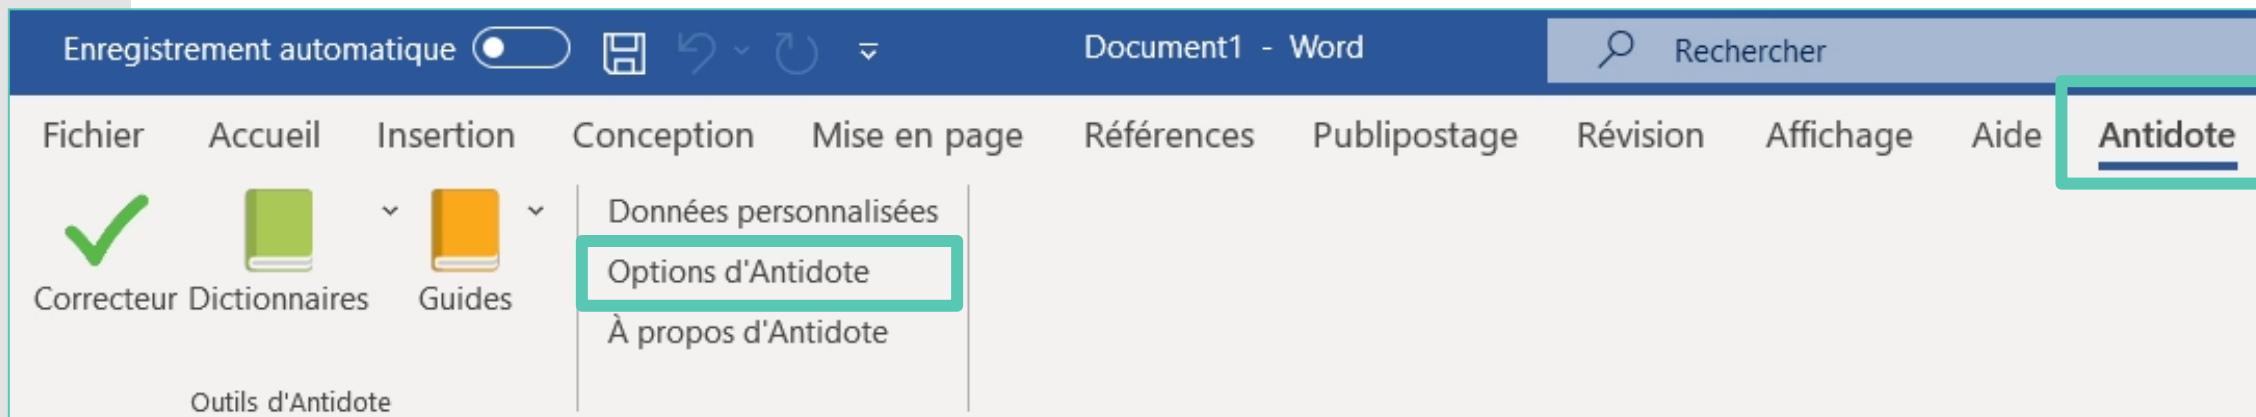 Enregistrement automatique Document1 - Word Rechercher
Fichier Accueil Insertion Conception Mise en page Références Publipostage Révision Affichage Aide Antidote
Données personnalisées
Options d'Antidote
Correcteur Dictionnaires Guides
À propos d'Antidote
Outils d'Antidote